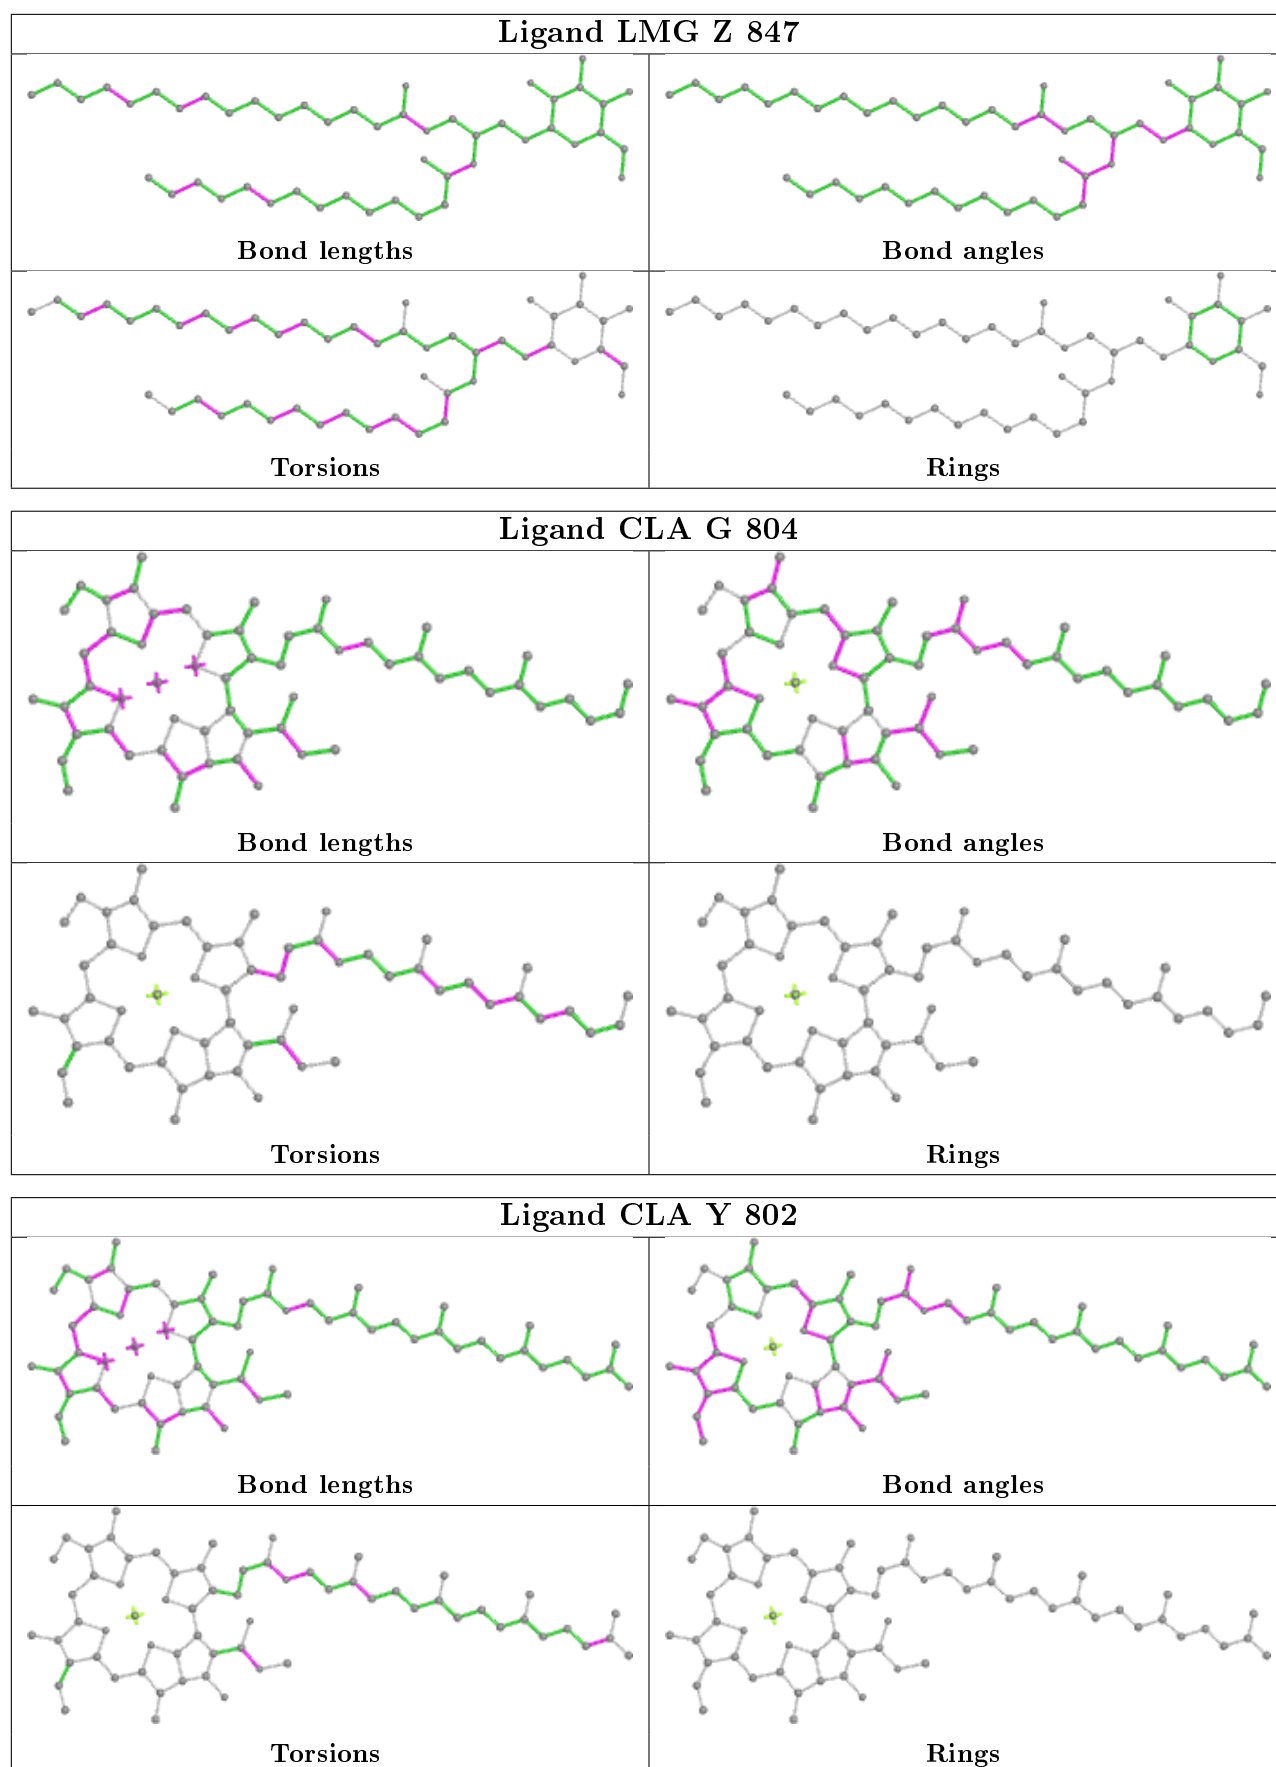 Ligand LMG Z 847
Bond lengths
Bond angles
Torsions
Rings
Ligand CLA G 804
Bond lengths
Bond angles
Torsions
Rings
Ligand CLA Y 802
Bond lengths
Bond angles
Torsions
Rings